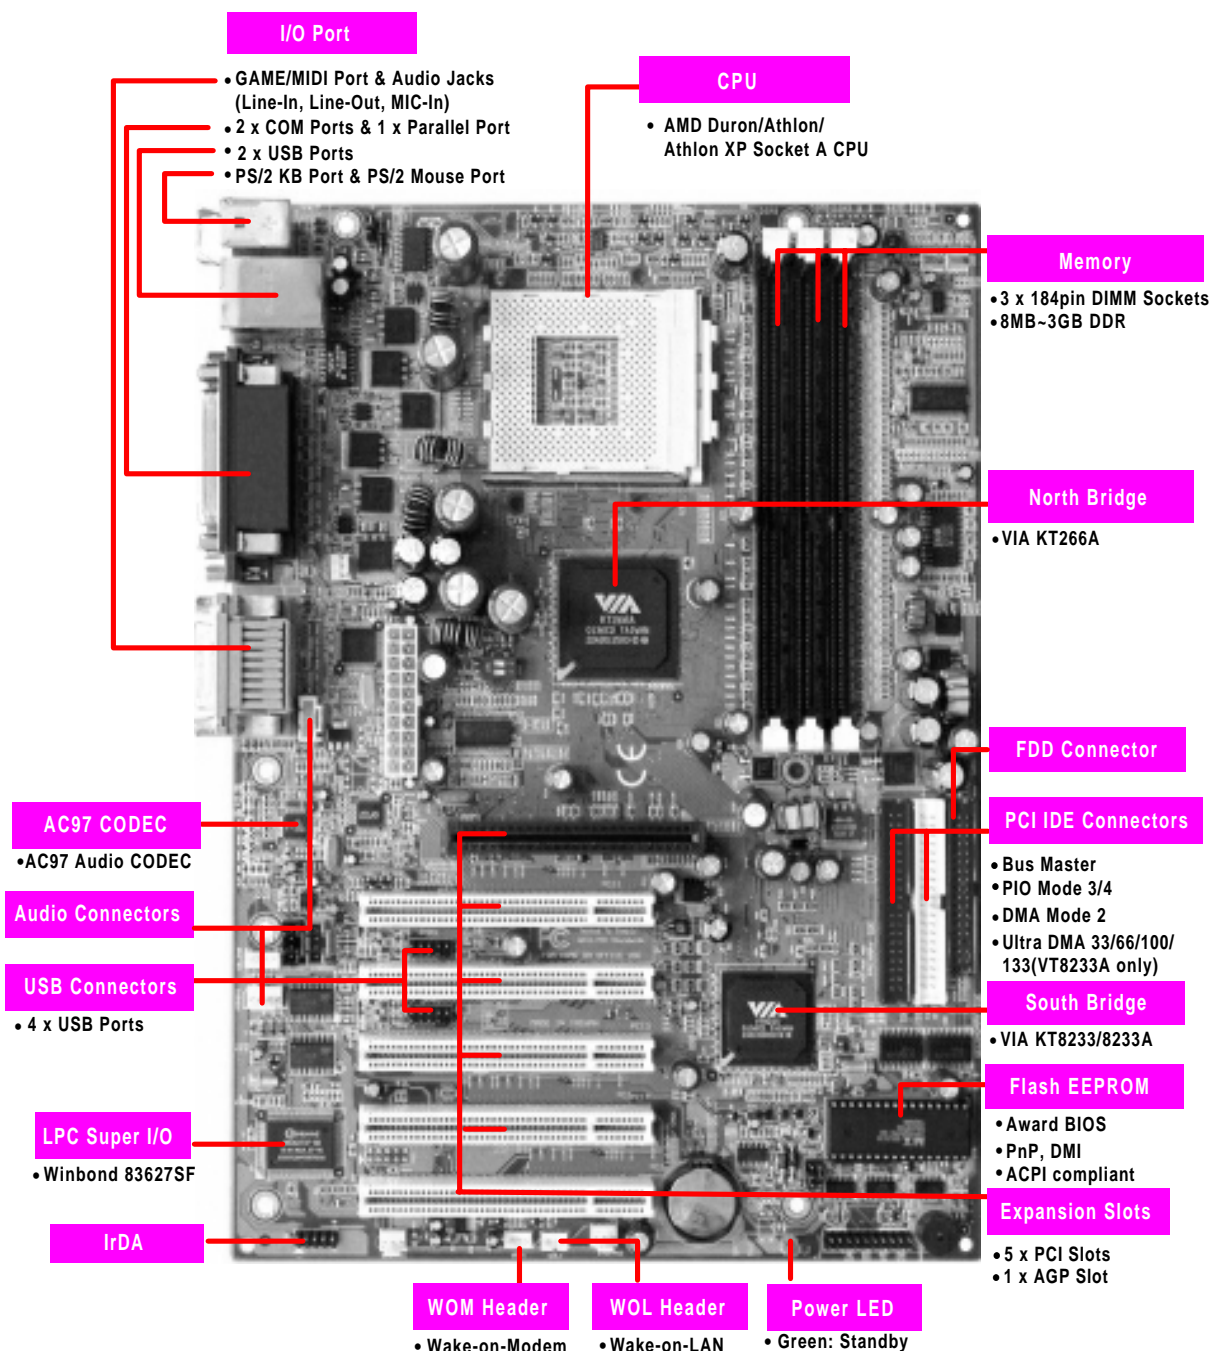 I/O Port
• GAME/MIDI Port & Audio Jacks
(Line-In, Line-Out, MIC-In)
• 2 x COM Ports & 1 x Parallel Port
• 2 x USB Ports
• PS/2 KB Port & PS/2 Mouse Port
CPU
• AMD Duron/Athlon/
Athlon XP Socket A CPU
Memory
• 3 x 184pin DIMM Sockets
• 8MB~3GB DDR
North Bridge
• VIA KT266A
VIA
FDD Connector
PCI IDE Connectors
• Bus Master
• PIO Mode 3/4
• DMA Mode 2
• Ultra DMA 33/66/100/
133(VT8233A only)
AC97 CODEC
• AC97 Audio CODEC
Audio Connectors
USB Connectors
• 4 x USB Ports
South Bridge
• VIA KT8233/8233A
VIA
Flash EEPROM
• Award BIOS
• PnP, DMI
• ACPI compliant
LPC Super I/O
• Winbond 83627SF
Expansion Slots
• 5 x PCI Slots
• 1 x AGP Slot
IrDA
WOM Header
• Wake-on-Modem
WOL Header
• Wake-on-LAN
Power LED
• Green: Standby